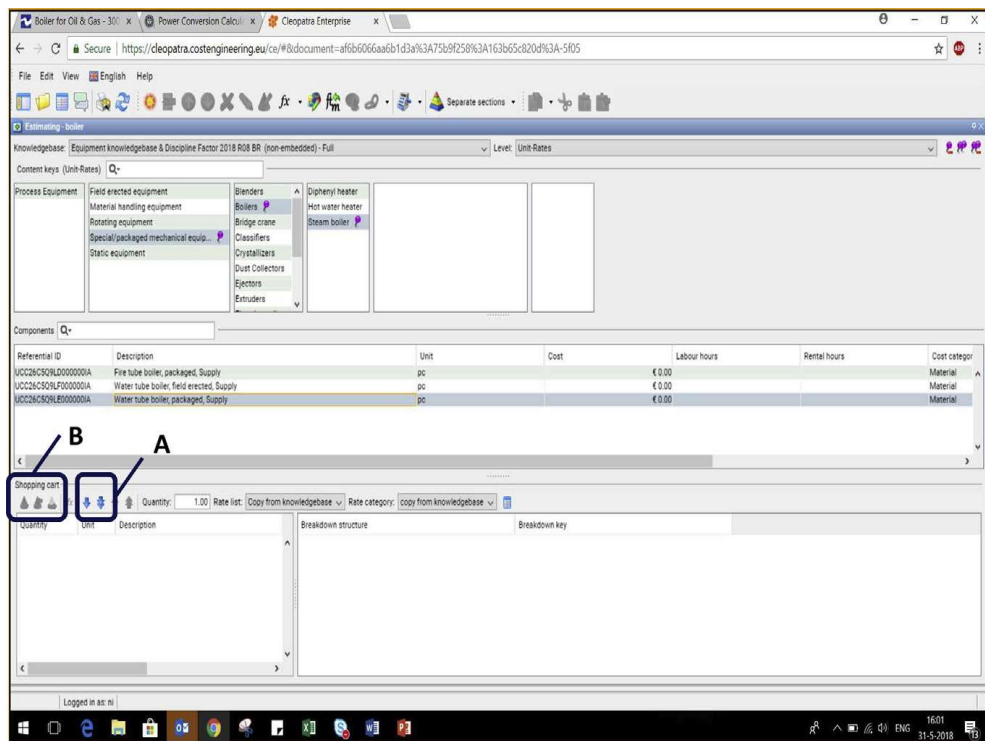 Boiler for Oil & Gas - 300 x Power Conversion Calcul x Cleopatra Enterprise x
Secure | https://cleopatra.costengineering.eu/ce/#&document=af6b6066aa6b1d3a%3A75b9f258%3A163b65c820d%3A-5f05
ABP
File Edit View English Help
fx Separate sections
Estimating - boiler
Knowledgebase: Equipment knowledgebase & Discipline Factor 2018 R08 BR (non-embedded) - Full Level: Unit-Rates
Content keys (Unit-Rates)
Process Equipment Field erected equipment Blenders Diphenyl heater
Material handling equipment Boilers Hot water heater
Rotating equipment Bridge crane Steam boiler
Special/packaged mechanical equip... Classifiers
Static equipment Crystallizers
Dust Collectors
Ejectors
Extruders
Components
Referential ID Description Unit Cost Labour hours Rental hours Cost categor
UCC26C5Q9LD000000IA Fire tube boiler, packaged, Supply pc € 0.00 Material
UCC26C5Q9LF000000IA Water tube boiler, field erected, Supply pc € 0.00 Material
UCC26C5Q9LE000000IA Water tube boiler, packaged, Supply pc € 0.00 Material
B A
Shopping cart
Quantity: 1.00 Rate list: Copy from knowledgebase Rate category: copy from knowledgebase
Quantity Unit Description Breakdown structure Breakdown key
Logged in as: ni
ENG 16:01
31-5-2018